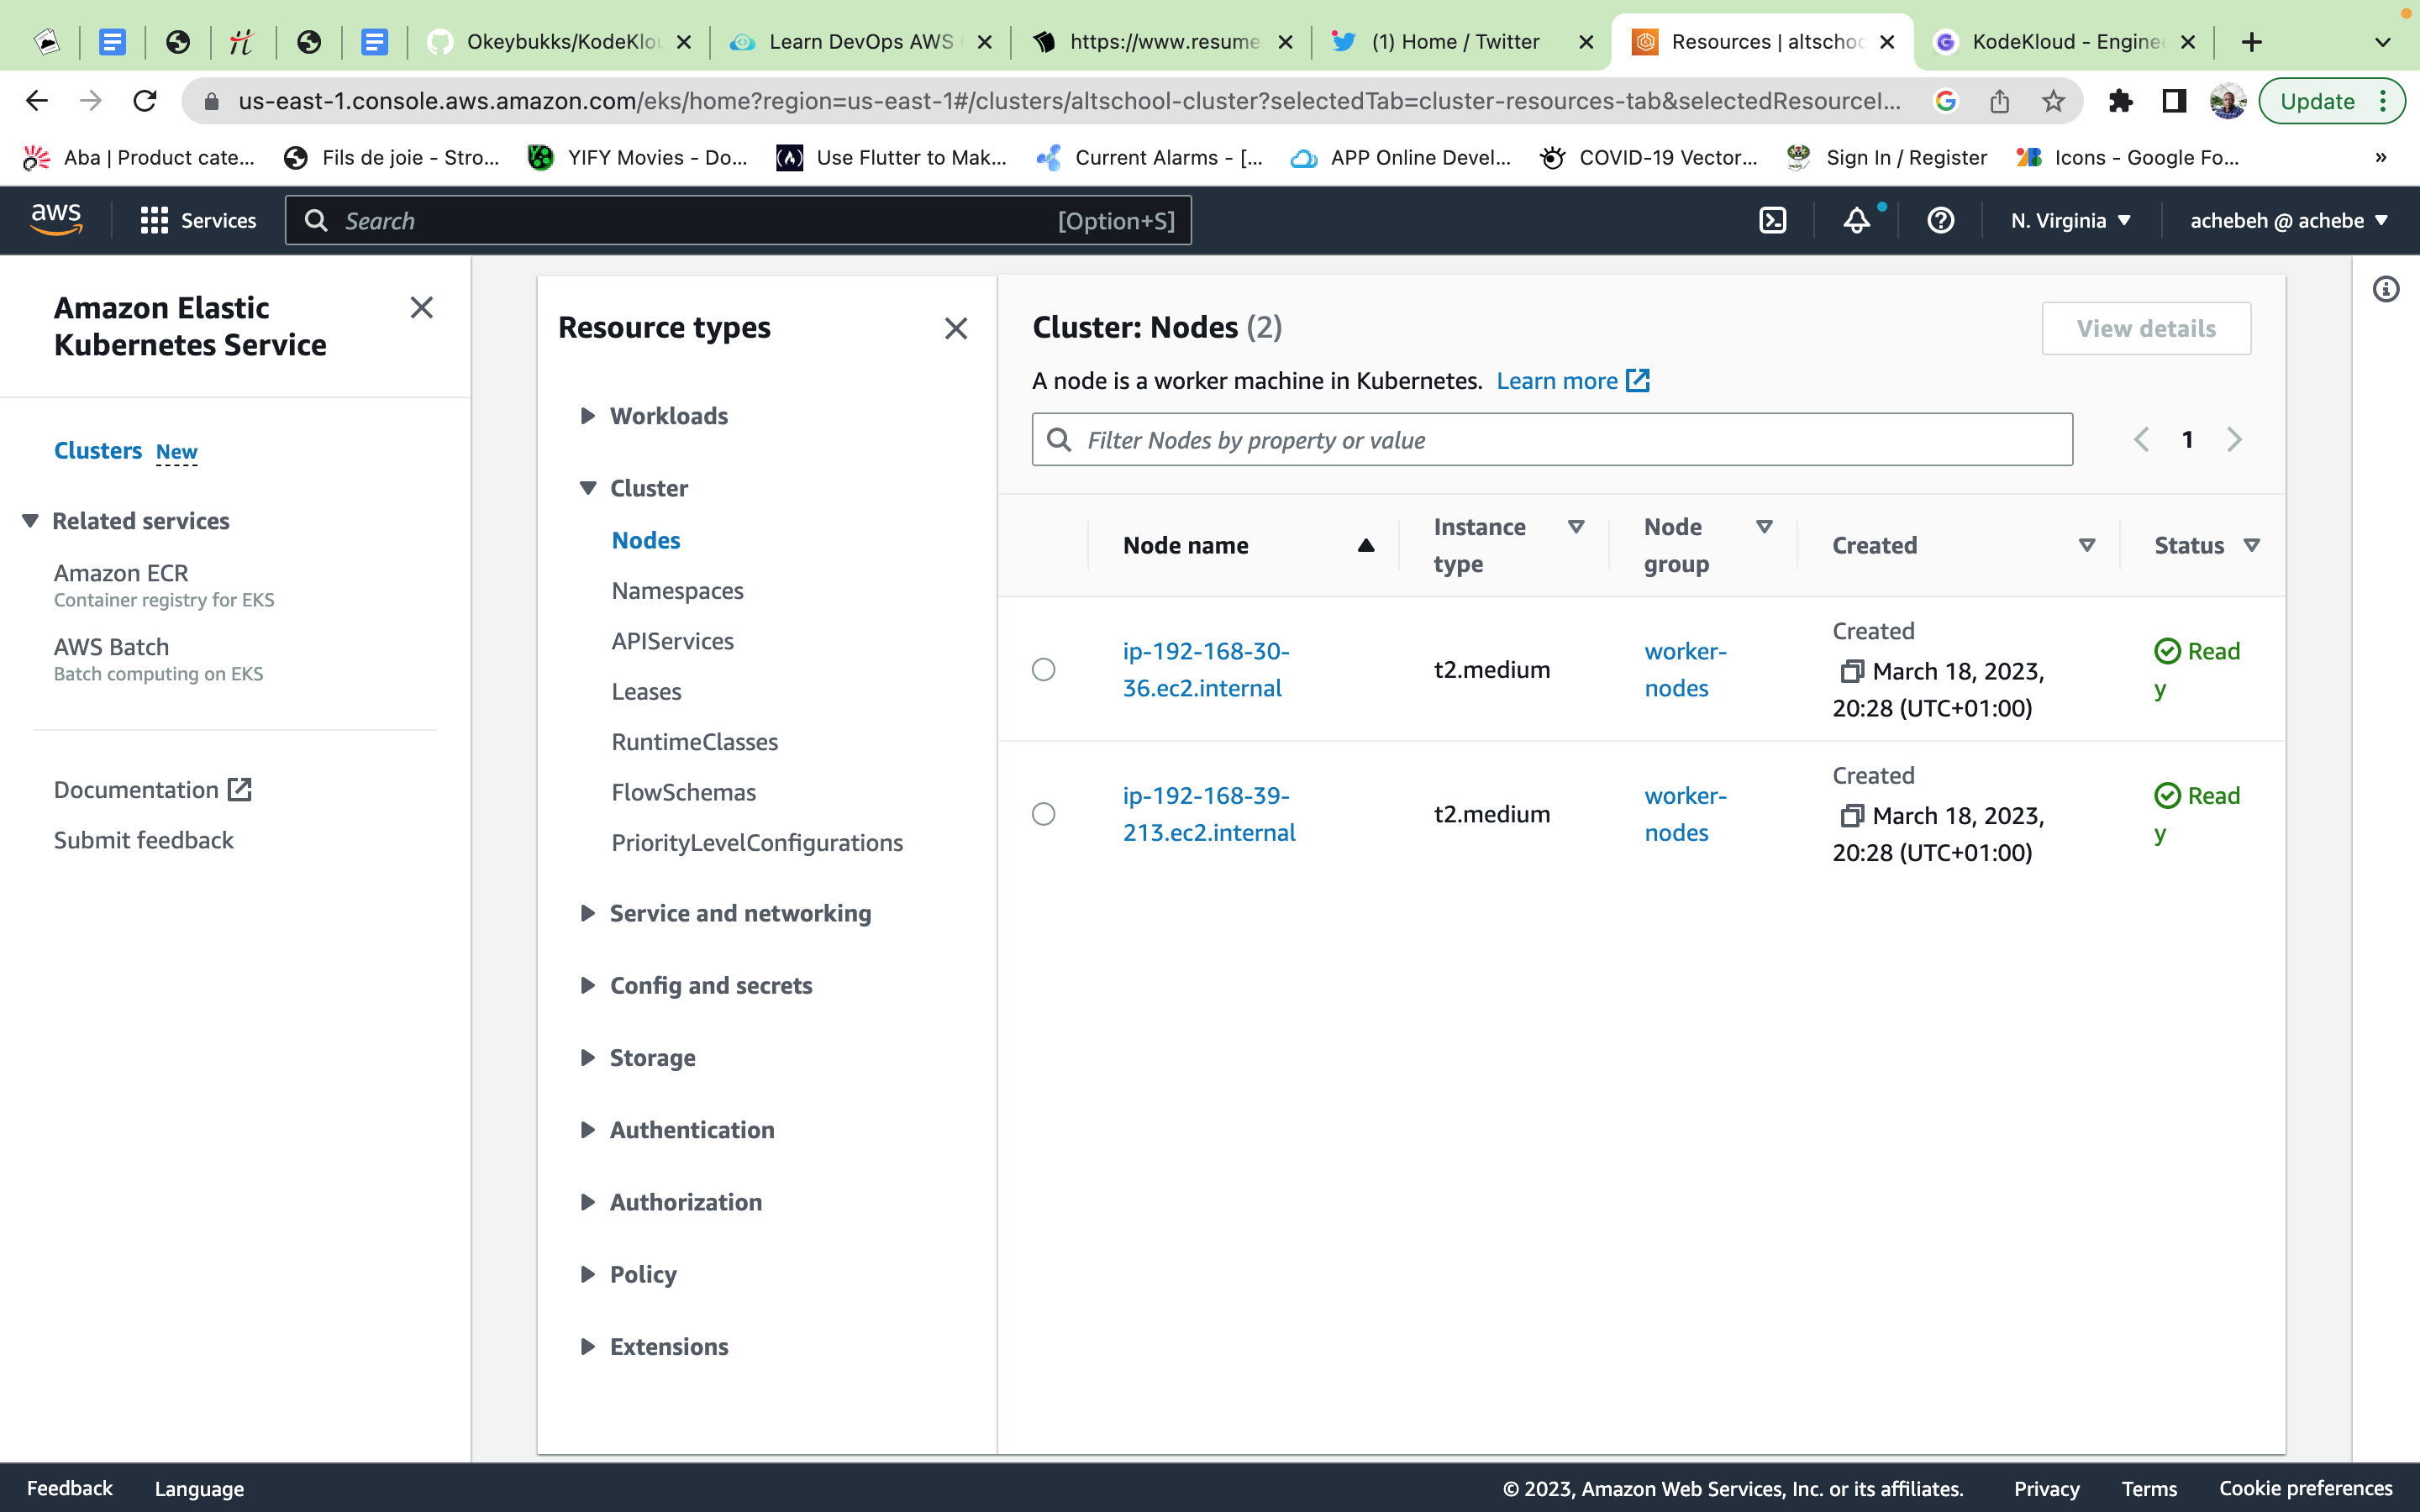 Okeybukks/KodeKlou
Learn DevOps AWS
https://www.resume
(1) Home / Twitter
Resources | altschoo
KodeKloud - Enginee
us-east-1.console.aws.amazon.com/eks/home?region=us-east-1#/clusters/altschool-cluster?selectedTab=cluster-resources-tab&selectedResourceI...
Update
Aba | Product cate...
Fils de joie - Stro...
YIFY Movies - Do...
Use Flutter to Mak...
Current Alarms - [...
APP Online Devel...
COVID-19 Vector...
Sign In / Register
Icons - Google Fo...
»
aws
Services
Search
[Option+S]
N. Virginia
achebeh @ achebe
Amazon Elastic
Kubernetes Service
Clusters New
Related services
Amazon ECR
Container registry for EKS
AWS Batch
Batch computing on EKS
Documentation
Submit feedback
Resource types
Workloads
Cluster
Nodes
Namespaces
APIServices
Leases
RuntimeClasses
FlowSchemas
PriorityLevelConfigurations
Service and networking
Config and secrets
Storage
Authentication
Authorization
Policy
Extensions
Cluster: Nodes (2)
View details
A node is a worker machine in Kubernetes. Learn more
Filter Nodes by property or value
1
Node name
Instance
type
Node
group
Created
Status
ip-192-168-30-
36.ec2.internal
t2.medium
worker-
nodes
Created
March 18, 2023,
20:28 (UTC+01:00)
Read
y
ip-192-168-39-
213.ec2.internal
t2.medium
worker-
nodes
Created
March 18, 2023,
20:28 (UTC+01:00)
Read
y
Feedback
Language
© 2023, Amazon Web Services, Inc. or its affiliates.
Privacy
Terms
Cookie preferences